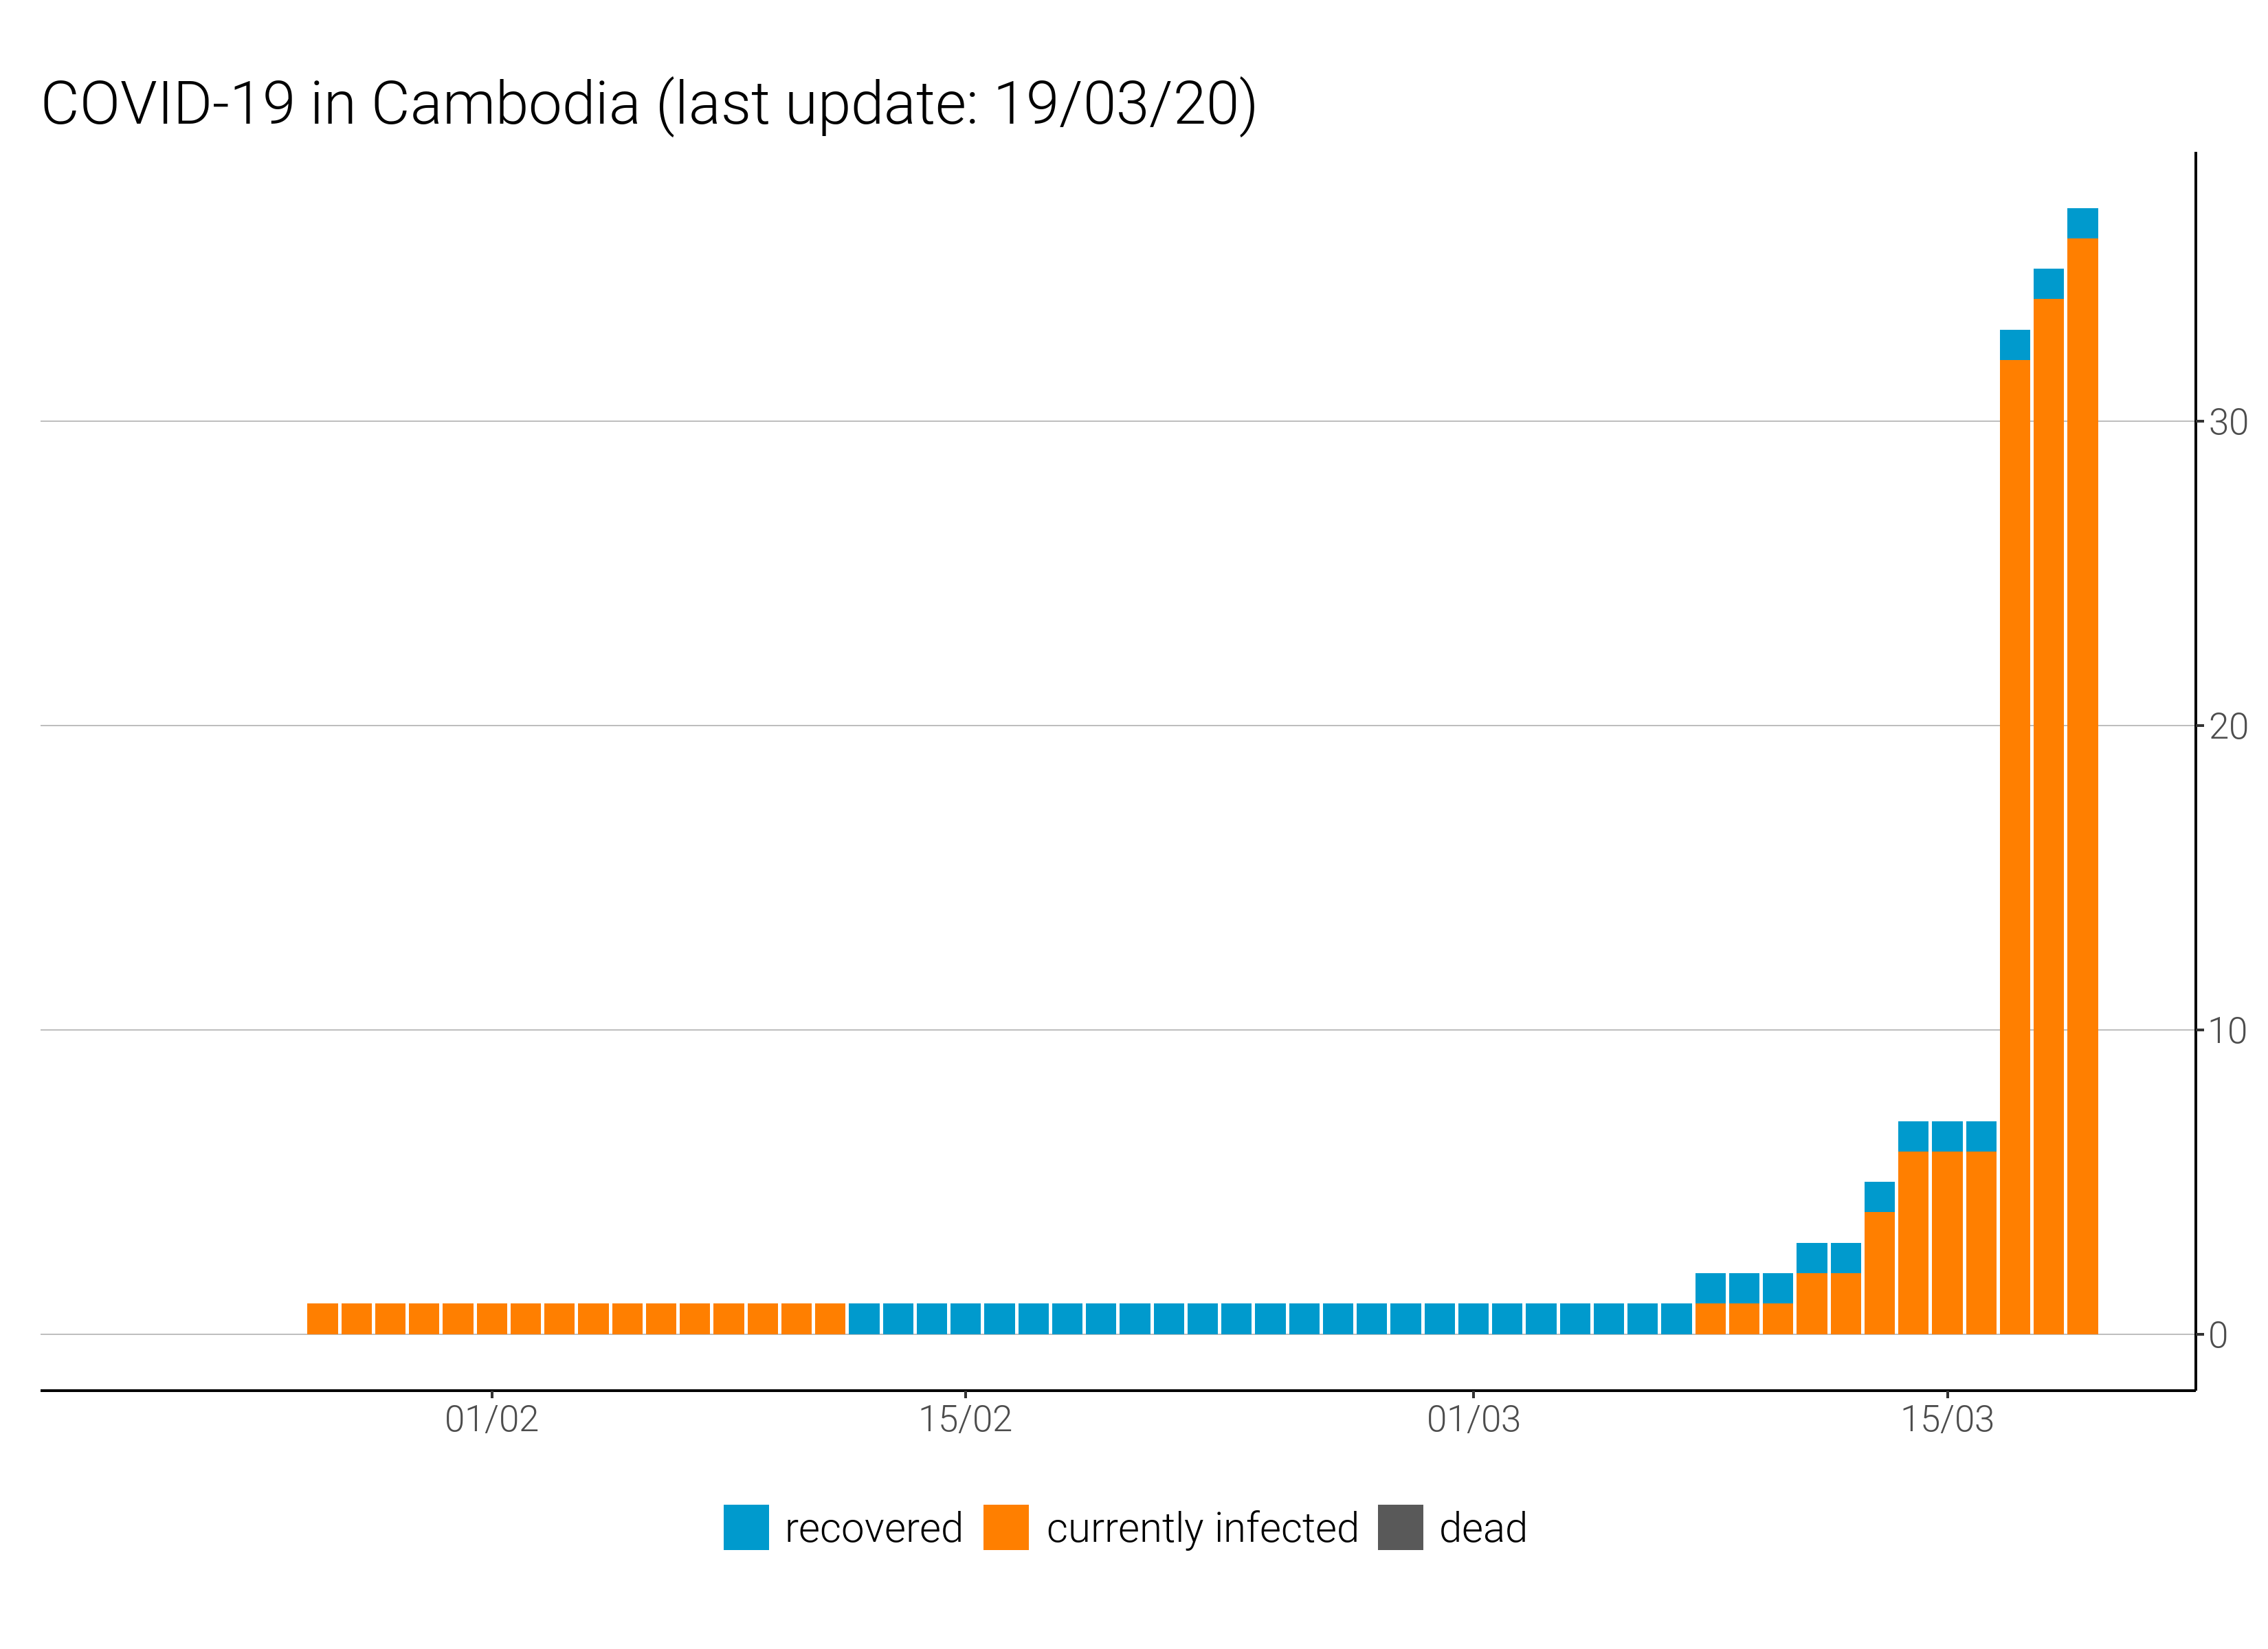 COVID-19 in Cambodia (last update: 19/03/20)
30
20
10
0
01/02 15/02 01/03 15/03
recovered currently infected dead